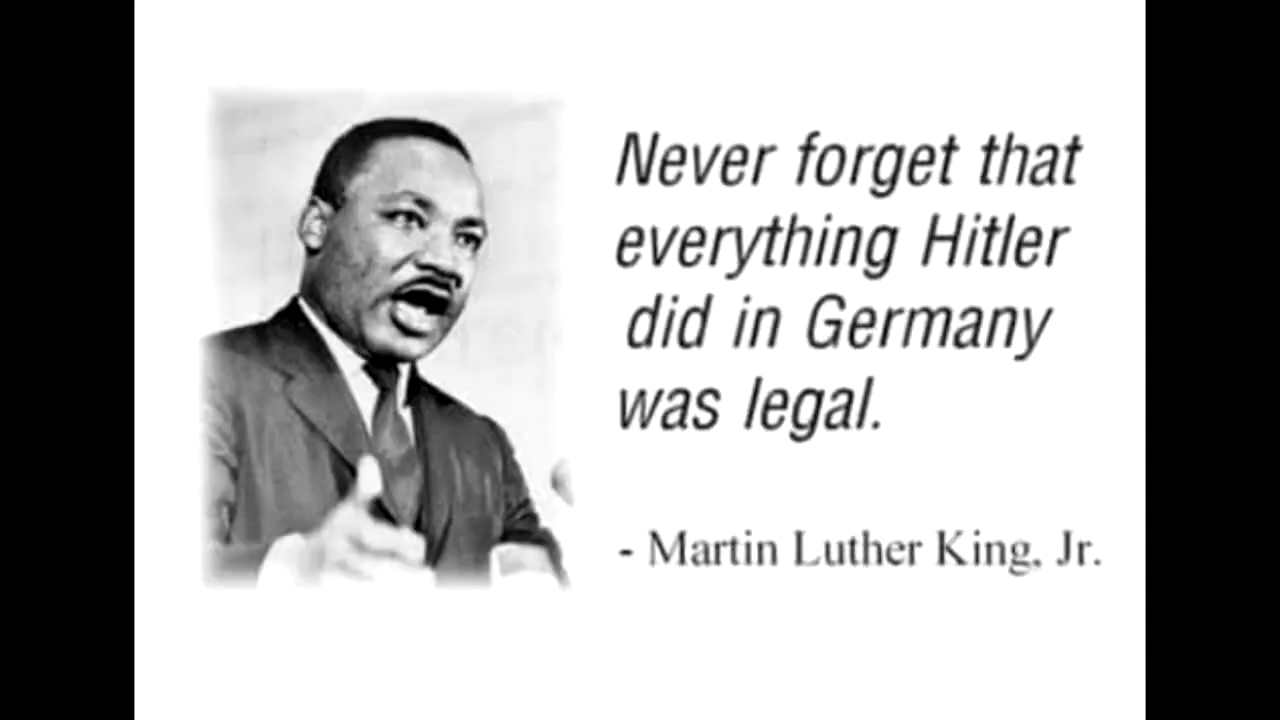 Never forget that
everything Hitler
did in Germany
was legal.
- Martin Luther King, Jr.